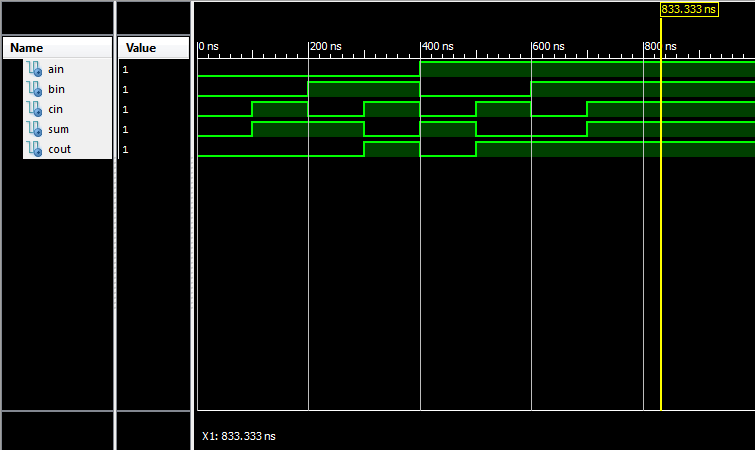 833.333 ns
Name Value 0 ns 200 ns 400 ns 600 ns 800 ns
ain 1
bin 1
cin 1
sum 1
cout 1
X1: 833.333 ns